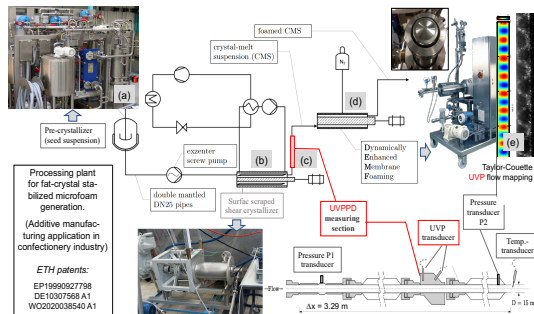 foamed CMS
crystal-melt
suspension (CMS)
N₂
(a)
(d)
(e)
Pre-crystallizer
(seed suspension)
Dynamically
Enhanced
Membrane
Foaming
Taylor-Couette
UVP flow mapping
(b)
(c)
exzenter
screw pump
Processing plant
for fat-crystal sta-
bilized microfoam
generation.
(Additive manufac-
turing application in
confectionery industry)
ETH patents:
EP19990927798
DE10307568 A1
WO2020038540 A1
double mantled
DN25 pipes
Surfac scraped
shear crystallizer
UVPPD
measuring
section
UVP
transducer
Pressure
transducer
P2
Temp.-
transducer
Pressure P1
transducer
Flow
Δx = 3.29 m
D = 15 m